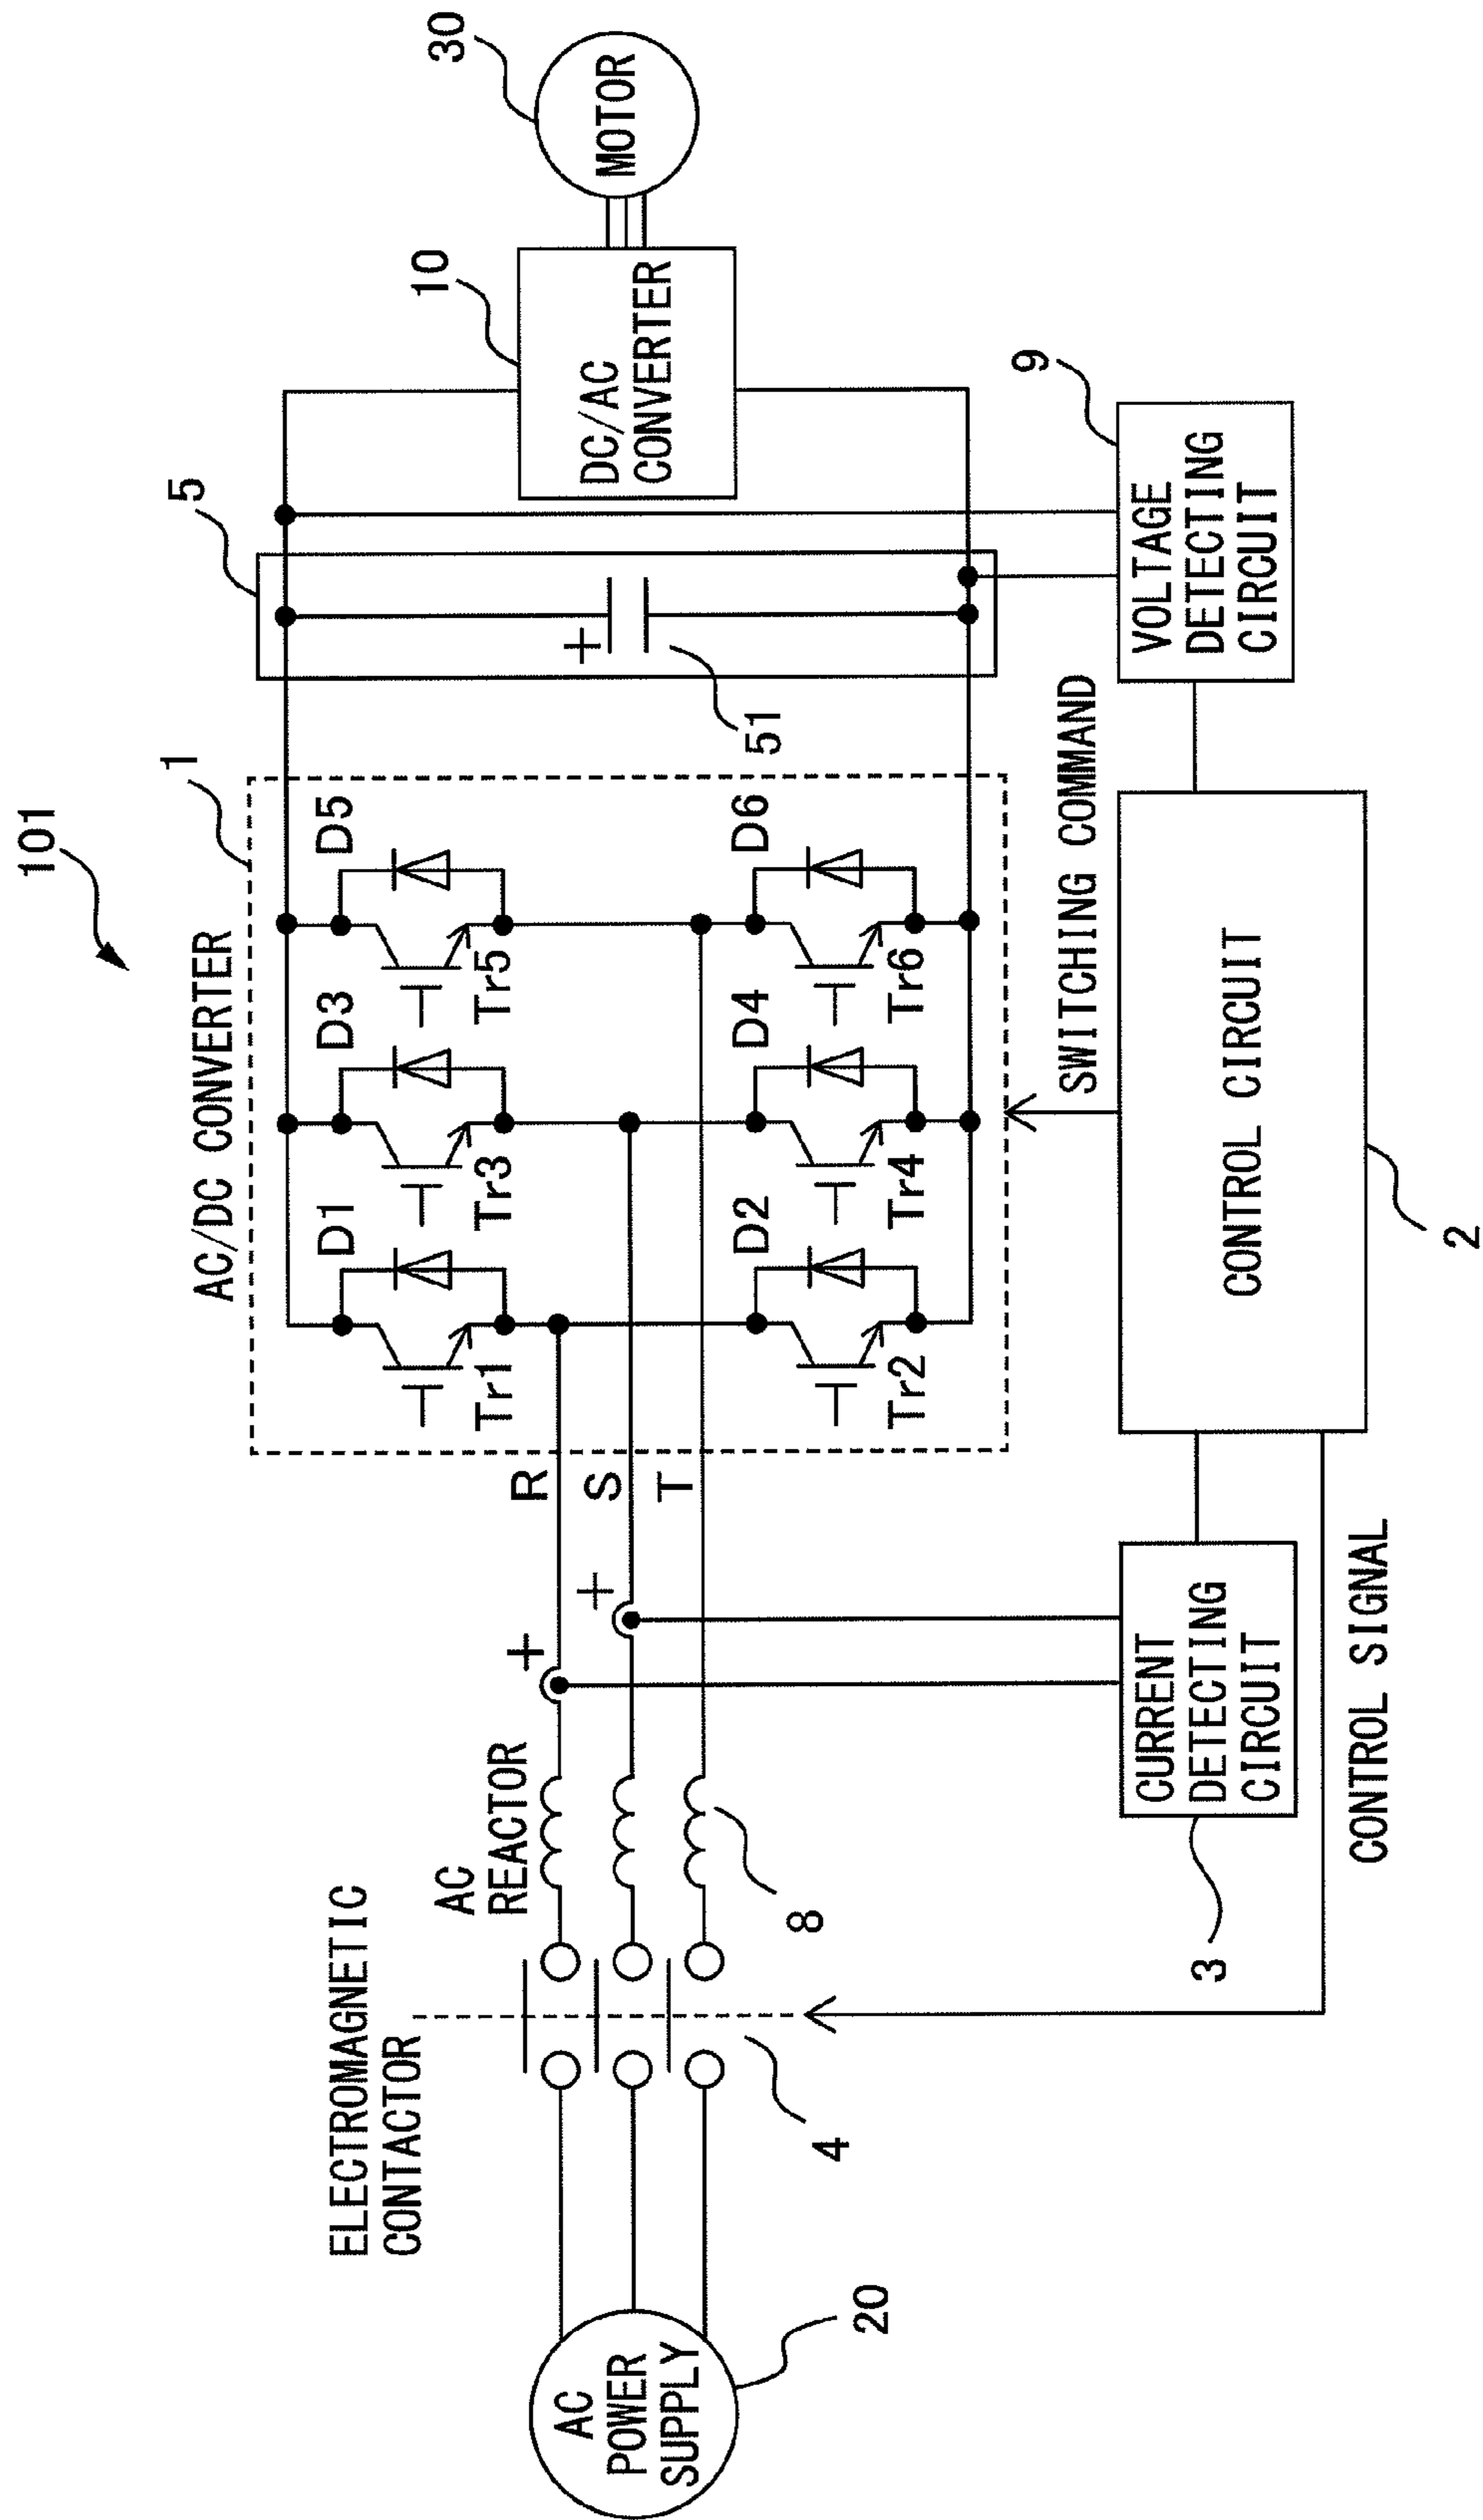 101
AC/DC CONVERTER
1
5
10
30
ELECTROMAGNETIC
CONTACTOR
AC
REACTOR
R
S
T
D1
D3
D5
Tr1
Tr3
Tr5
D2
D4
D6
Tr2
Tr4
Tr6
+
+
+
51
DC/AC
CONVERTER
MOTOR
AC
POWER
SUPPLY
20
4
8
SWITCHING COMMAND
9
CURRENT
DETECTING
CIRCUIT
3
CONTROL CIRCUIT
2
VOLTAGE
DETECTING
CIRCUIT
CONTROL SIGNAL